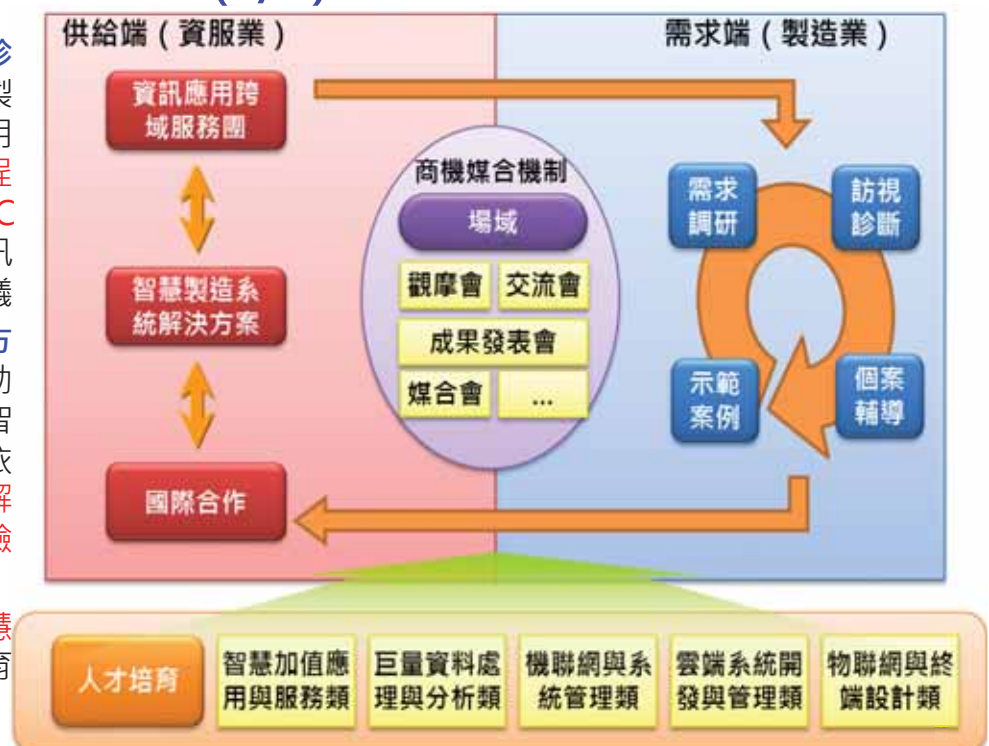 供給端（資服業）
需求端（製造業）
診
製
用
C
議
智
資訊應用跨
域服務團
智慧製造系
統解決方案
國際合作
商機媒合機制
場域
觀摩會
交流會
成果發表會
媒合會
...
需求
調研
訪視
診斷
示範
案例
個案
輔導
人才培育
智慧加值應
用與服務類
巨量資料處
理與分析類
機聯網與系
統管理類
雲端系統開
發與管理類
物聯網與終
端設計類